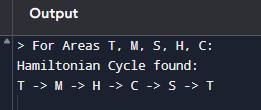 Output
> For Areas T, M, S, H, C:
Hamiltonian Cycle found:
T -> M -> H -> C -> S -> T